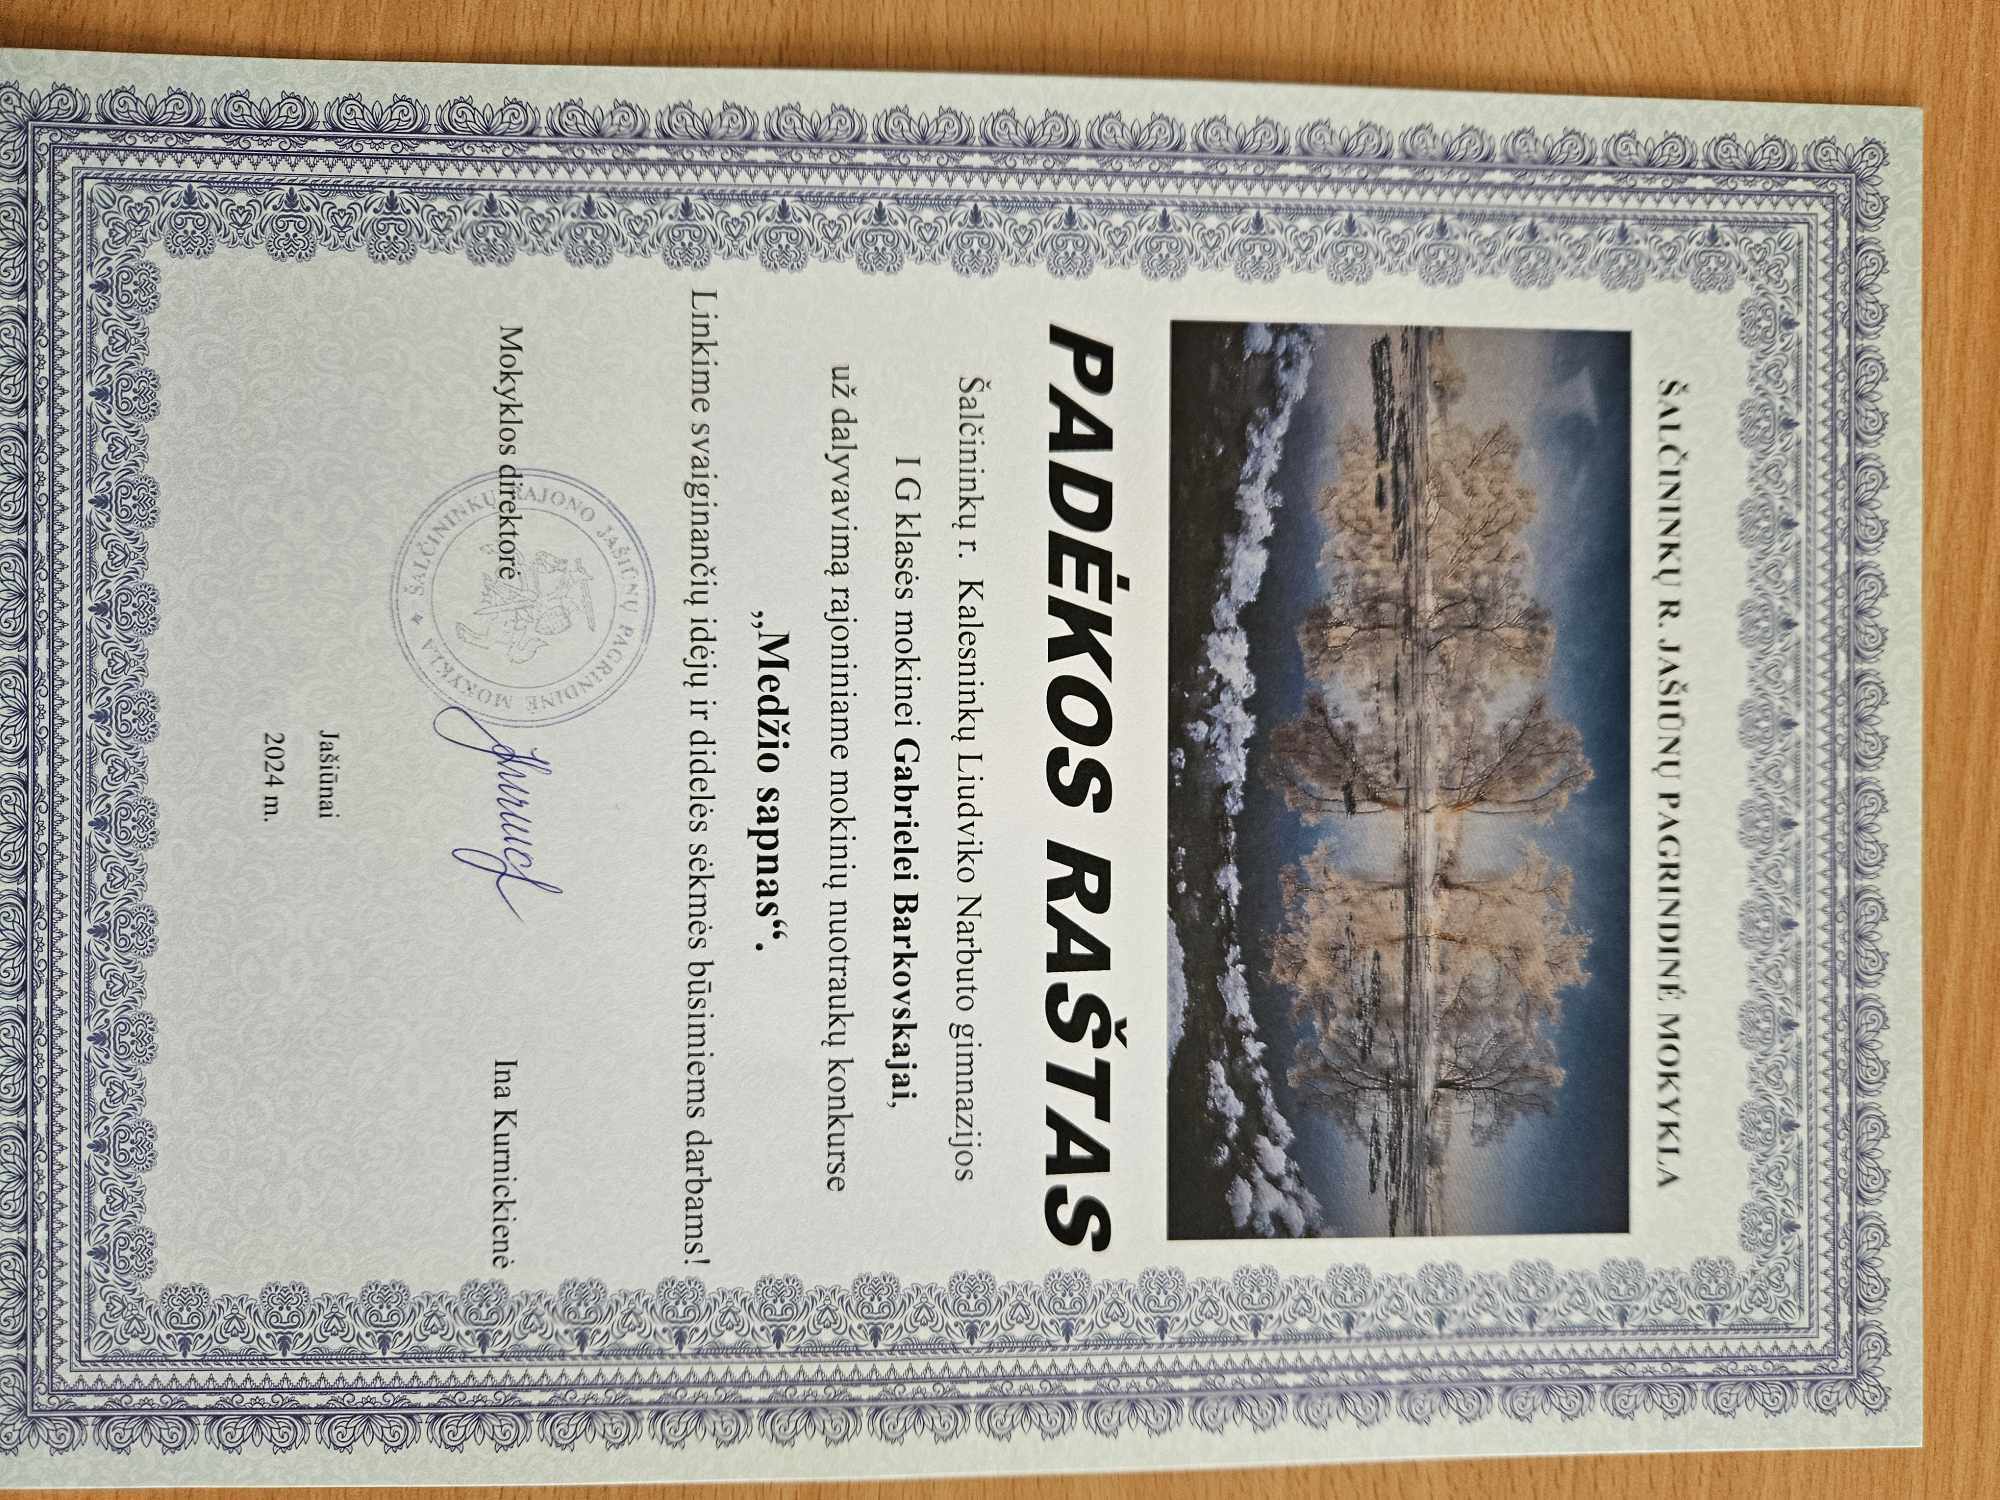 ŠALČININKŲ R. JAŠIŪNŲ PAGRINDINĖ MOKYKLA
PADĖKOS RAŠTAS
Šalčininkų r. Kalesninkų Liudviko Narbuto gimnazijos
I G klasės mokinei Gabrielei Barkovskajai,
už dalyvavimą rajoniniame mokinių nuotraukų konkurse
„Medžio sapnas“.
Linkime svaiginančių idėjų ir didelės sėkmės būsimiems darbams!
Mokyklos direktorė Ina Kurnickienė
ŠALČININKŲ RAJONO JAŠIŪNŲ PAGRINDINĖ MOKYKLA
Jašiūnai
2024 m.